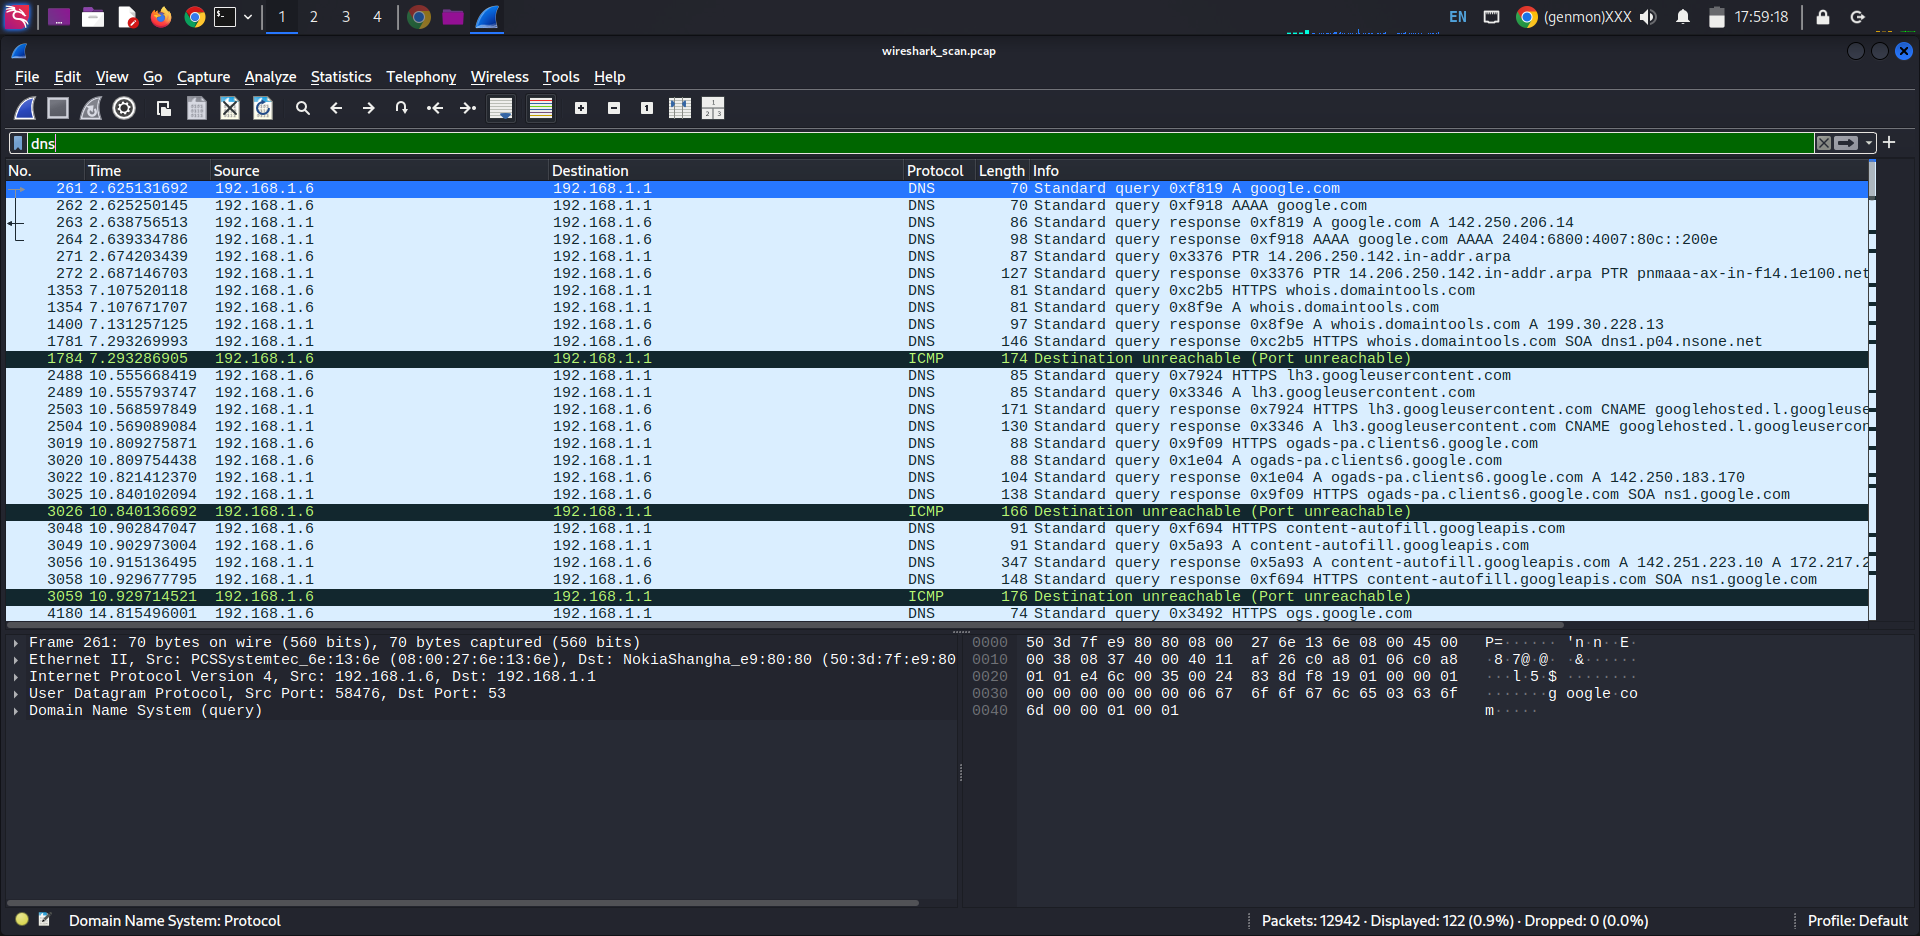 1 2 3 4 EN (genmon)XXX 17:59:18
wireshark_scan.pcap
File Edit View Go Capture Analyze Statistics Telephony Wireless Tools Help
dns
No. Time Source Destination Protocol Length Info
261 2.625131692 192.168.1.6 192.168.1.1 DNS 70 Standard query 0xf819 A google.com
262 2.625250145 192.168.1.6 192.168.1.1 DNS 70 Standard query 0xf918 AAAA google.com
263 2.638756513 192.168.1.1 192.168.1.6 DNS 86 Standard query response 0xf819 A google.com A 142.250.206.14
264 2.639334786 192.168.1.1 192.168.1.6 DNS 98 Standard query response 0xf918 AAAA google.com AAAA 2404:6800:4007:80c::200e
271 2.674203439 192.168.1.6 192.168.1.1 DNS 87 Standard query 0x3376 PTR 14.206.250.142.in-addr.arpa
272 2.687146703 192.168.1.1 192.168.1.6 DNS 127 Standard query response 0x3376 PTR 14.206.250.142.in-addr.arpa PTR pnmaaa-ax-in-f14.1e100.net
1353 7.107520118 192.168.1.6 192.168.1.1 DNS 81 Standard query 0xc2b5 HTTPS whois.domaintools.com
1354 7.107671707 192.168.1.6 192.168.1.1 DNS 81 Standard query 0x8f9e A whois.domaintools.com
1400 7.131257125 192.168.1.1 192.168.1.6 DNS 97 Standard query response 0x8f9e A whois.domaintools.com A 199.30.228.13
1781 7.293269993 192.168.1.1 192.168.1.6 DNS 146 Standard query response 0xc2b5 HTTPS whois.domaintools.com SOA dns1.p04.nsone.net
1784 7.293286905 192.168.1.6 192.168.1.1 ICMP 174 Destination unreachable (Port unreachable)
2488 10.555668419 192.168.1.6 192.168.1.1 DNS 85 Standard query 0x7924 HTTPS lh3.googleusercontent.com
2489 10.555793747 192.168.1.6 192.168.1.1 DNS 85 Standard query 0x3346 A lh3.googleusercontent.com
2503 10.568597849 192.168.1.1 192.168.1.6 DNS 171 Standard query response 0x7924 HTTPS lh3.googleusercontent.com CNAME googlehosted.l.googleuse
2504 10.569089084 192.168.1.1 192.168.1.6 DNS 130 Standard query response 0x3346 A lh3.googleusercontent.com CNAME googlehosted.l.googleusercon
3019 10.809275871 192.168.1.6 192.168.1.1 DNS 88 Standard query 0x9f09 HTTPS ogads-pa.clients6.google.com
3020 10.809754438 192.168.1.6 192.168.1.1 DNS 88 Standard query 0x1e04 A ogads-pa.clients6.google.com
3022 10.821412370 192.168.1.1 192.168.1.6 DNS 104 Standard query response 0x1e04 A ogads-pa.clients6.google.com A 142.250.183.170
3025 10.840102094 192.168.1.1 192.168.1.6 DNS 138 Standard query response 0x9f09 HTTPS ogads-pa.clients6.google.com SOA ns1.google.com
3026 10.840136692 192.168.1.6 192.168.1.1 ICMP 166 Destination unreachable (Port unreachable)
3048 10.902847047 192.168.1.6 192.168.1.1 DNS 91 Standard query 0xf694 HTTPS content-autofill.googleapis.com
3049 10.902973004 192.168.1.6 192.168.1.1 DNS 91 Standard query 0x5a93 A content-autofill.googleapis.com
3056 10.915136495 192.168.1.1 192.168.1.6 DNS 347 Standard query response 0x5a93 A content-autofill.googleapis.com A 142.251.223.10 A 172.217.2
3058 10.929677795 192.168.1.1 192.168.1.6 DNS 148 Standard query response 0xf694 HTTPS content-autofill.googleapis.com SOA ns1.google.com
3059 10.929714521 192.168.1.6 192.168.1.1 ICMP 176 Destination unreachable (Port unreachable)
4180 14.815496001 192.168.1.6 192.168.1.1 DNS 74 Standard query 0x3492 HTTPS ogs.google.com
Frame 261: 70 bytes on wire (560 bits), 70 bytes captured (560 bits)
Ethernet II, Src: PCSSystemtec_6e:13:6e (08:00:27:6e:13:6e), Dst: NokiaShangha_e9:80:80 (50:3d:7f:e9:80
Internet Protocol Version 4, Src: 192.168.1.6, Dst: 192.168.1.1
User Datagram Protocol, Src Port: 58476, Dst Port: 53
Domain Name System (query)
0000 50 3d 7f e9 80 80 08 00 27 6e 13 6e 08 00 45 00 P=······ 'n·n··E·
0010 00 38 08 37 40 00 40 11 af 26 c0 a8 01 06 c0 a8 ·8·7@·@· ·&······
0020 01 01 e4 6c 00 35 00 24 83 8d f8 19 01 00 00 01 ···l·5·$ ········
0030 00 00 00 00 00 00 06 67 6f 6f 67 6c 65 03 63 6f ·······g oogle·co
0040 6d 00 00 01 00 01 m·····
Domain Name System: Protocol Packets: 12942 · Displayed: 122 (0.9%) · Dropped: 0 (0.0%) Profile: Default